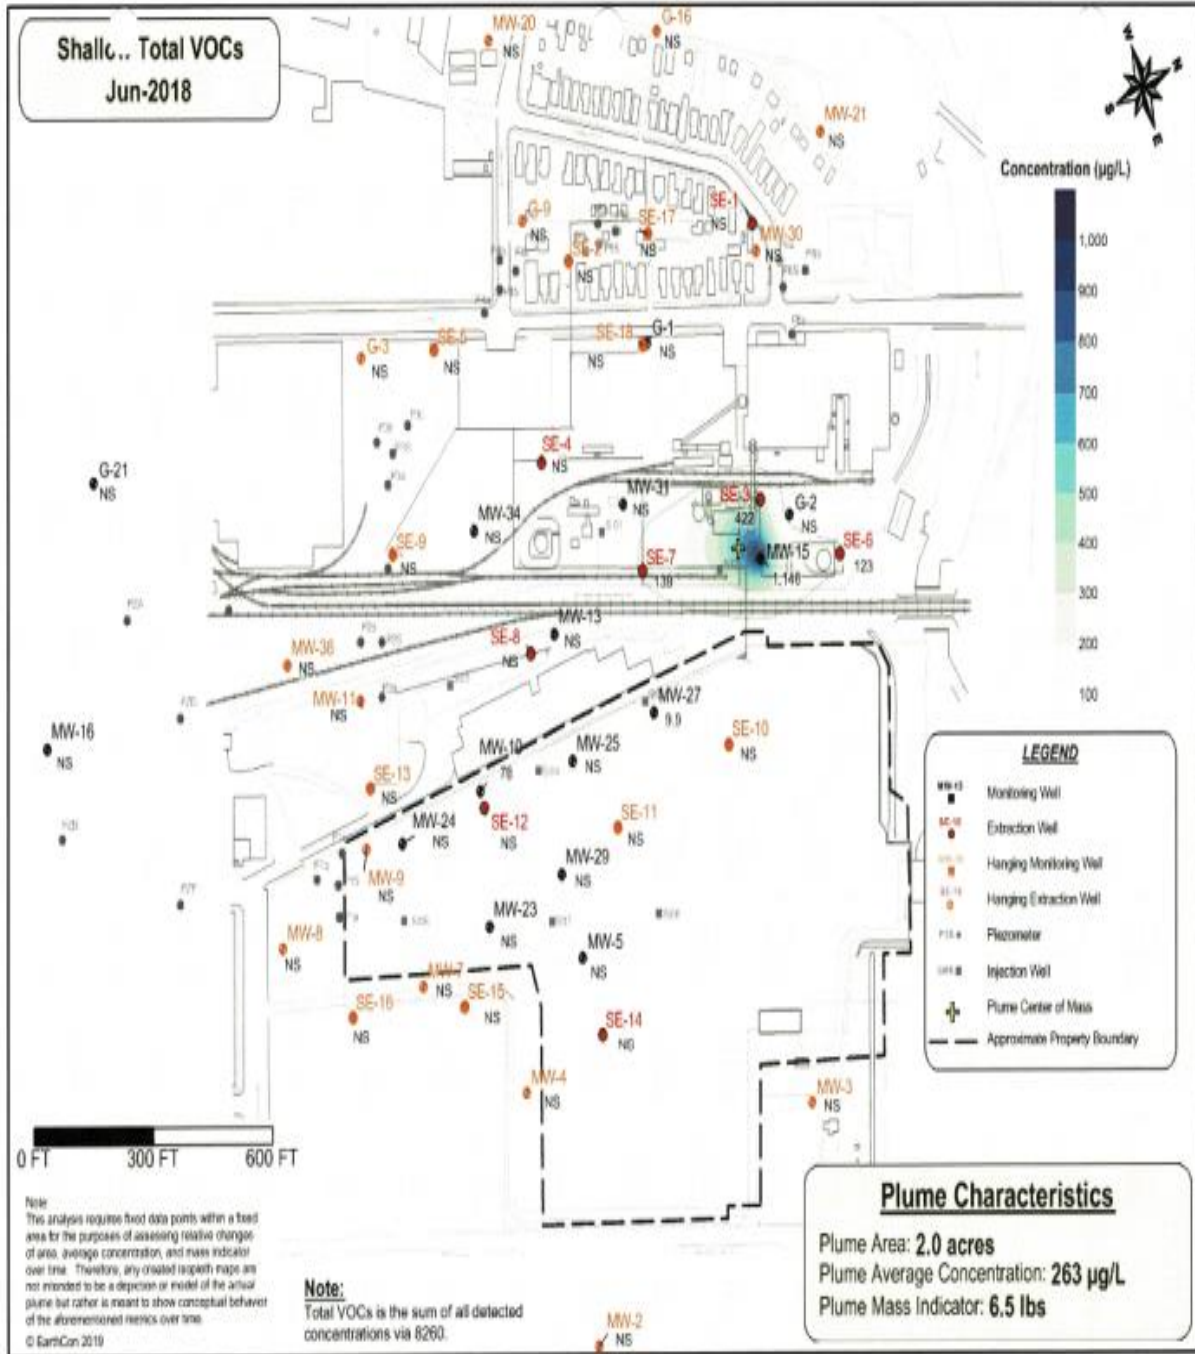 Total VOCs
Jun-2018
MW-20
NS
G-16
NS
MW-21
NS
Concentration (µg/L)
1,000
900
800
700
600
500
400
300
200
100
G-9
NS
SE-17
NS
SE-1
NS
MW-30
NS
SE-2
NS
G-3
NS
SE-5
NS
SE-18
NS
G-1
NS
SE-4
NS
G-21
NS
MW-34
NS
MW-31
NS
SE-3
422
G-2
NS
SE-9
NS
SE-7
139
MW-15
1,146
SE-6
123
MW-13
NS
SE-8
NS
MW-36
NS
MW-11
NS
MW-27
9.9
MW-16
NS
MW-10
78
MW-25
NS
SE-10
NS
SE-13
NS
SE-12
NS
SE-11
NS
MW-24
NS
MW-9
NS
MW-29
NS
MW-23
NS
MW-8
NS
MW-5
NS
MW-7
NS
SE-15
NS
SE-16
NS
SE-14
NS
MW-4
NS
MW-3
NS
MW-2
NS
LEGEND
Monitoring Well
Extraction Well
Hanging Monitoring Well
Hanging Extraction Well
Piezometer
Injection Well
Plume Center of Mass
Approximate Property Boundary
0 FT 300 FT 600 FT
Note
This analysis requires fixed data points within a fixed
area for the purposes of assessing relative changes
of area, average concentration, and mass indicator
over time. Therefore, any created isopleth maps are
not intended to be a depiction or model of the actual
plume but rather is meant to show conceptual behavior
of the aforementioned metrics over time.
© EarthCon 2019
Note:
Total VOCs is the sum of all detected
concentrations via 8260.
Plume Characteristics
Plume Area: 2.0 acres
Plume Average Concentration: 263 µg/L
Plume Mass Indicator: 6.5 lbs